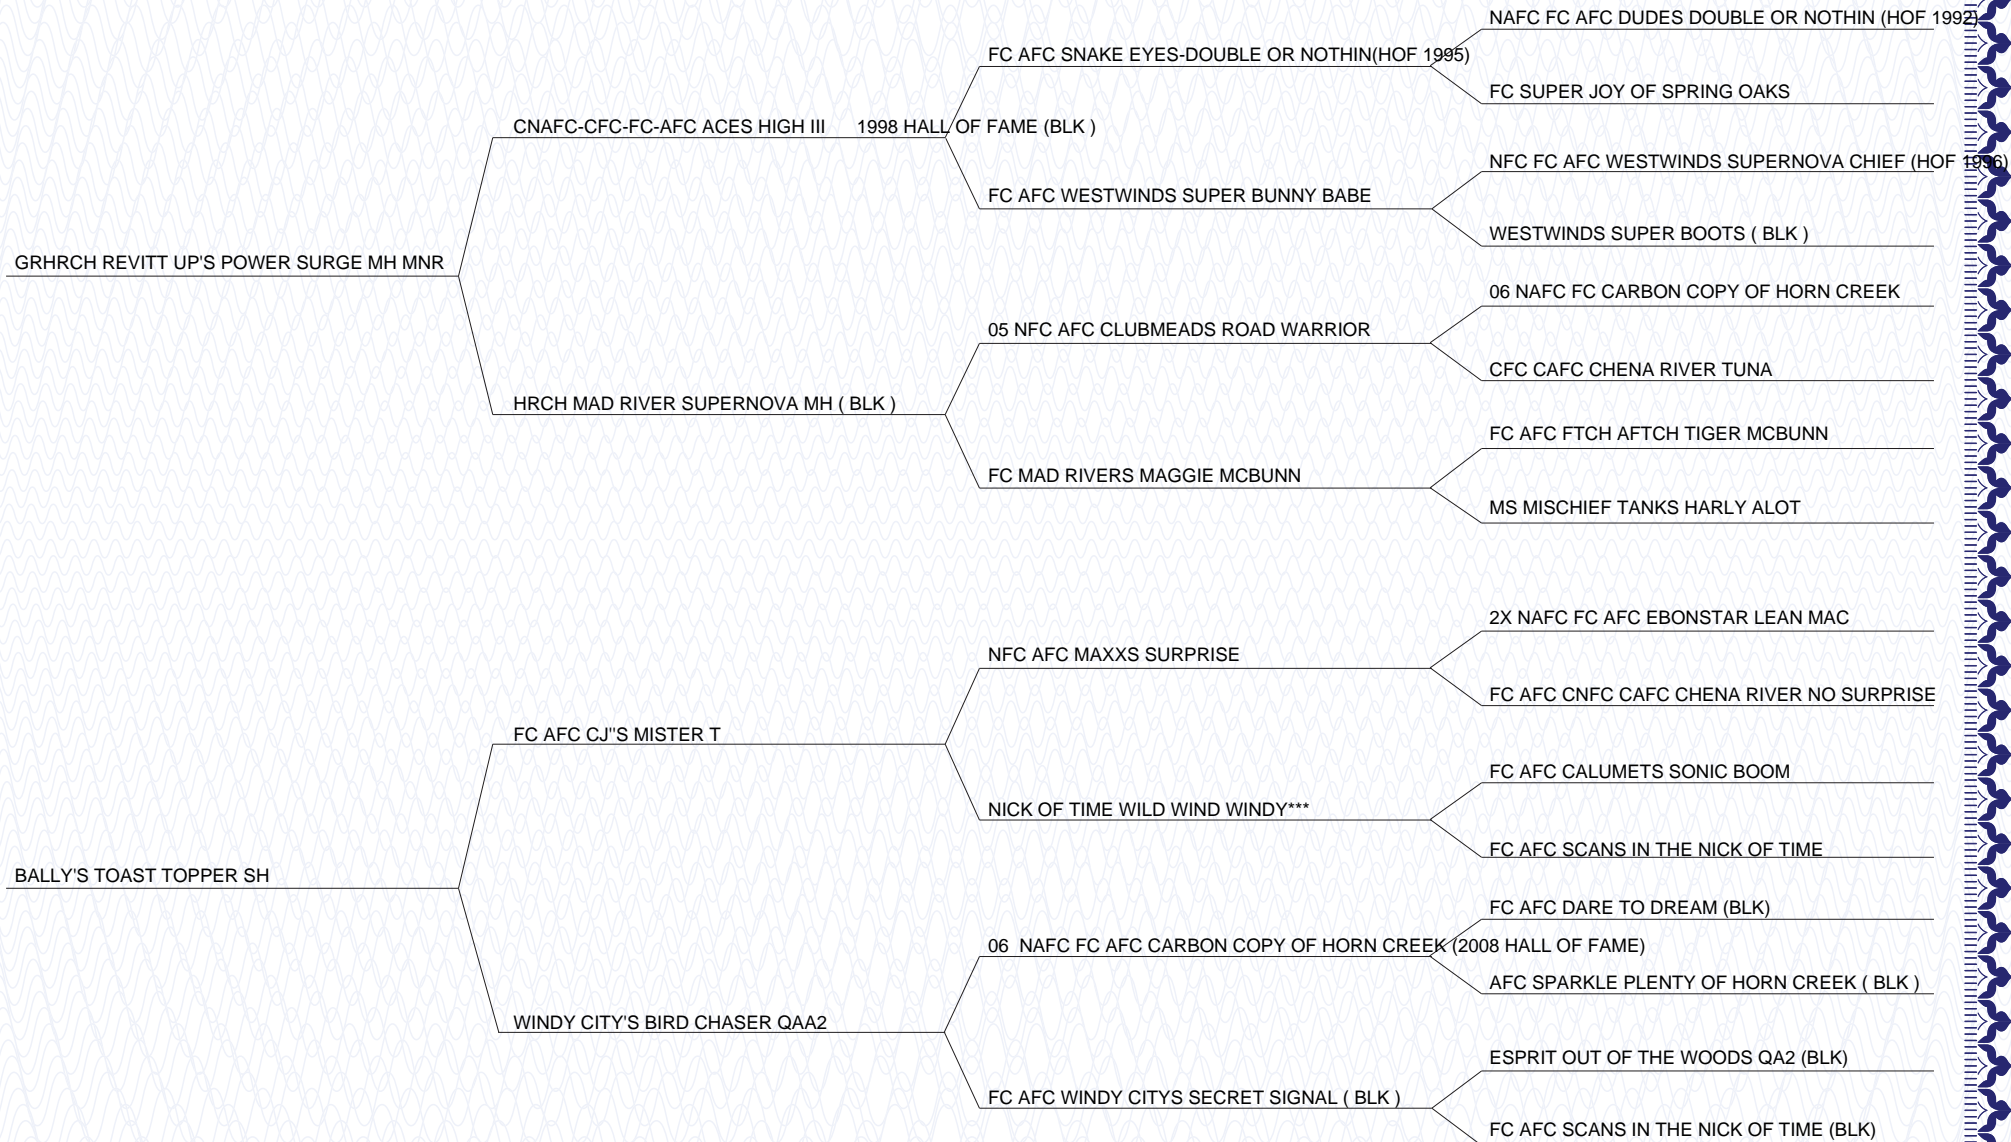 NAFC FC AFC DUDES DOUBLE OR NOTHIN (HOF 1992)
FC AFC SNAKE EYES-DOUBLE OR NOTHIN(HOF 1995)
FC SUPER JOY OF SPRING OAKS
CNAFC-CFC-FC-AFC ACES HIGH III 1998 HALL OF FAME (BLK )
NFC FC AFC WESTWINDS SUPERNOVA CHIEF (HOF 1996)
FC AFC WESTWINDS SUPER BUNNY BABE
WESTWINDS SUPER BOOTS ( BLK )
GRHRCH REVITT UP'S POWER SURGE MH MNR
06 NAFC FC CARBON COPY OF HORN CREEK
05 NFC AFC CLUBMEADS ROAD WARRIOR
CFC CAFC CHENA RIVER TUNA
HRCH MAD RIVER SUPERNOVA MH ( BLK )
FC AFC FTCH AFTCH TIGER MCBUNN
FC MAD RIVERS MAGGIE MCBUNN
MS MISCHIEF TANKS HARLY ALOT
2X NAFC FC AFC EBONSTAR LEAN MAC
NFC AFC MAXXS SURPRISE
FC AFC CNFC CAFC CHENA RIVER NO SURPRISE
FC AFC CJ"S MISTER T
FC AFC CALUMETS SONIC BOOM
NICK OF TIME WILD WIND WINDY***
FC AFC SCANS IN THE NICK OF TIME
BALLY'S TOAST TOPPER SH
FC AFC DARE TO DREAM (BLK)
06  NAFC FC AFC CARBON COPY OF HORN CREEK (2008 HALL OF FAME)
AFC SPARKLE PLENTY OF HORN CREEK ( BLK )
WINDY CITY'S BIRD CHASER QAA2
ESPRIT OUT OF THE WOODS QA2 (BLK)
FC AFC WINDY CITYS SECRET SIGNAL ( BLK )
FC AFC SCANS IN THE NICK OF TIME (BLK)